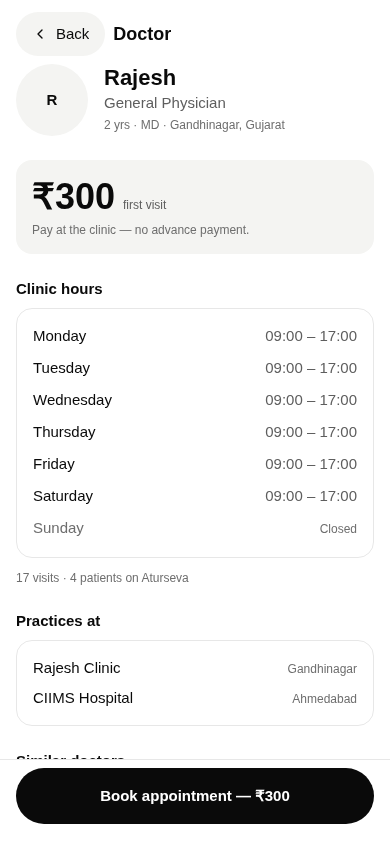 Back Doctor
R
Rajesh
General Physician
2 yrs · MD · Gandhinagar, Gujarat
₹300 first visit
Pay at the clinic — no advance payment.
Clinic hours
Monday 09:00 – 17:00
Tuesday 09:00 – 17:00
Wednesday 09:00 – 17:00
Thursday 09:00 – 17:00
Friday 09:00 – 17:00
Saturday 09:00 – 17:00
Sunday Closed
17 visits · 4 patients on Aturseva
Practices at
Rajesh Clinic Gandhinagar
CIIMS Hospital Ahmedabad
Similar doctors
Book appointment — ₹300